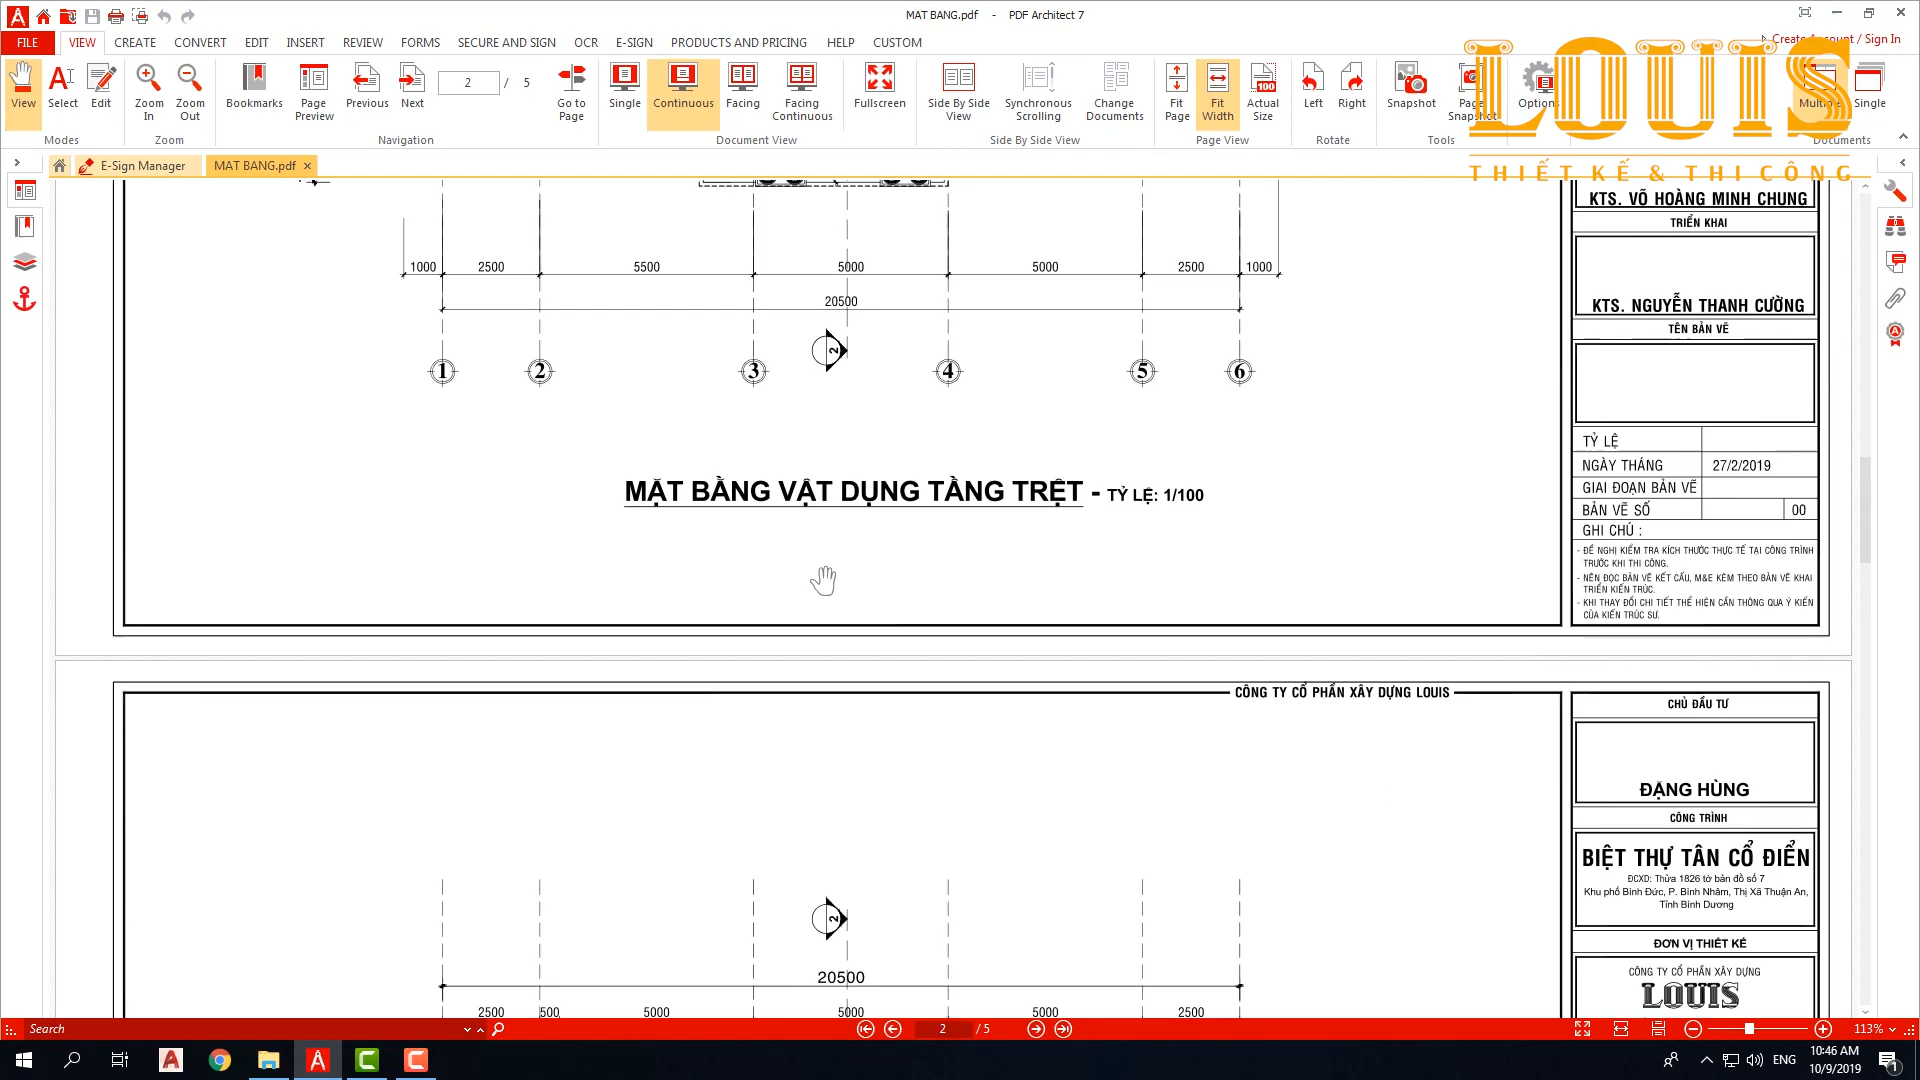 MAT BANG.pdf - PDF Architect 7
FILE VIEW CREATE CONVERT EDIT INSERT REVIEW FORMS SECURE AND SIGN OCR E-SIGN PRODUCTS AND PRICING HELP CUSTOM
Create Account / Sign In
View Select Edit Zoom In Zoom Out Bookmarks Page Preview Previous Next 2 / 5 Go to Page Single Continuous Facing Facing Continuous Fullscreen Side By Side View Synchronous Scrolling Change Documents Fit Page Fit Width Actual Size Left Right Snapshot Page Snapshot Options Multiple Single
Modes Zoom Navigation Document View Side By Side View Page View Rotate Tools Documents
LOUIS
THIẾT KẾ & THI CÔNG
E-Sign Manager MAT BANG.pdf
KTS. VÕ HOÀNG MINH CHUNG
TRIỂN KHAI
1000 2500 5500 5000 5000 2500 1000
20500
KTS. NGUYỄN THANH CƯỜNG
TÊN BẢN VẼ
2
1 2 3 4 5 6
TỶ LỆ
NGÀY THÁNG 27/2/2019
GIAI ĐOẠN BẢN VẼ
MẶT BẰNG VẬT DỤNG TẦNG TRỆT - TỶ LỆ: 1/100
BẢN VẼ SỐ 00
GHI CHÚ :
- ĐỀ NGHỊ KIỂM TRA KÍCH THƯỚC THỰC TẾ TẠI CÔNG TRÌNH
TRƯỚC KHI THI CÔNG.
- NÊN ĐỌC BẢN VẼ KẾT CẤU, M&E KÈM THEO BẢN VẼ KHAI
TRIỂN KIẾN TRÚC.
- KHI THAY ĐỔI CHI TIẾT THỂ HIỆN CẦN THÔNG QUA Ý KIẾN
CỦA KIẾN TRÚC SƯ.
CÔNG TY CỔ PHẨN XÂY DỰNG LOUIS
CHỦ ĐẦU TƯ
ĐẶNG HÙNG
CÔNG TRÌNH
BIỆT THỰ TÂN CỔ ĐIỂN
ĐCXD: Thửa 1826 tờ bản đồ số 7
Khu phố Bình Đức, P. Bình Nhâm, Thị Xã Thuận An,
Tỉnh Bình Dương
2
ĐƠN VỊ THIẾT KẾ
CÔNG TY CỔ PHẨN XÂY DỰNG
LOUIS
20500
2500 500 5000 5000 5000 2500
Search 2 / 5 113%
ENG 10:46 AM
10/9/2019
1